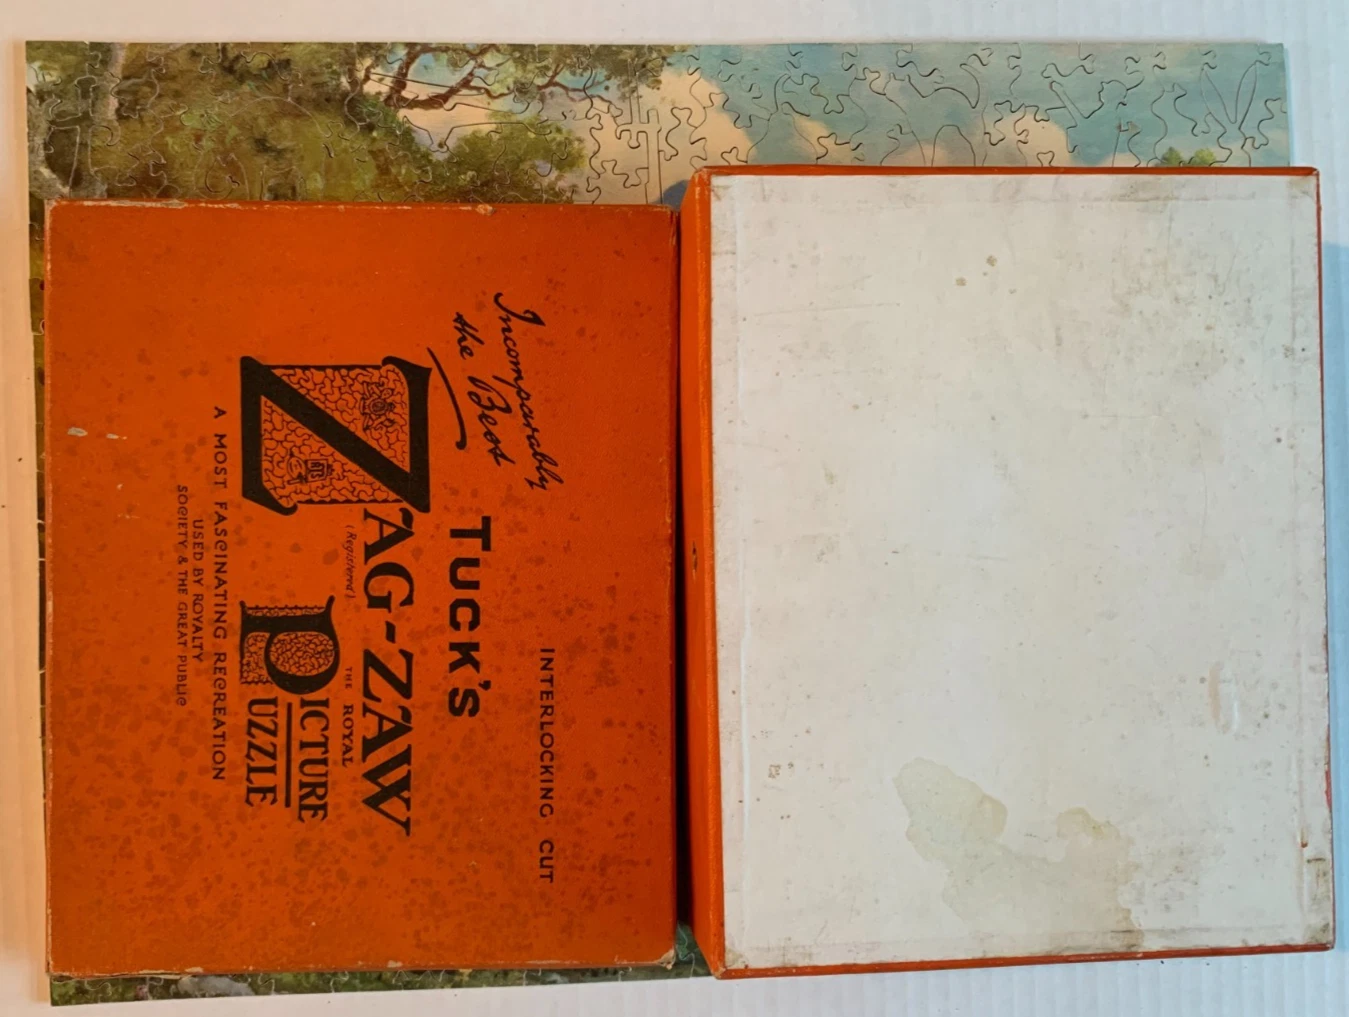 Incomparably
the Best
INTERLOCKING CUT
TUCK'S
ZAG-ZAW
(Registered)
THE ROYAL
PICTURE
PUZZLE
A MOST FASCINATING RECREATION
USED BY ROYALTY
SOCIETY & THE GREAT PUBLIC